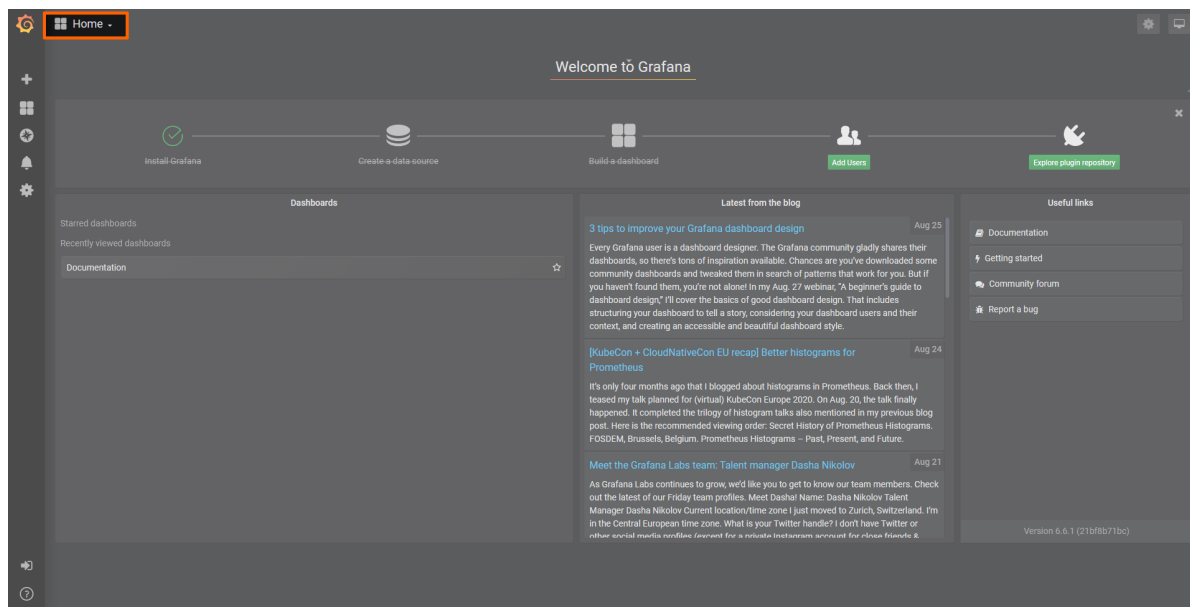 Home
Welcome to Grafana
Install Grafana
Create a data source
Build a dashboard
Add Users
Explore plugin repository
Dashboards
Starred dashboards
Recently viewed dashboards
Documentation
Latest from the blog
3 tips to improve your Grafana dashboard design
Aug 25
Every Grafana user is a dashboard designer. The Grafana community gladly shares their
dashboards, so there's tons of inspiration available. Chances are you've downloaded some
community dashboards and tweaked them in search of patterns that work for you. But if
you haven't found them, you're not alone! In my Aug. 27 webinar, "A beginner's guide to
dashboard design," I'll cover the basics of good dashboard design. That includes
structuring your dashboard to tell a story, considering your dashboard users and their
context, and creating an accessible and beautiful dashboard style.
[KubeCon + CloudNativeCon EU recap] Better histograms for
Prometheus
Aug 24
It's only four months ago that I blogged about histograms in Prometheus. Back then, I
teased my talk planned for (virtual) KubeCon Europe 2020. On Aug. 20, the talk finally
happened. It completed the trilogy of histogram talks also mentioned in my previous blog
post. Here is the recommended viewing order: Secret History of Prometheus Histograms.
FOSDEM, Brussels, Belgium. Prometheus Histograms – Past, Present, and Future.
Meet the Grafana Labs team: Talent manager Dasha Nikolov
Aug 21
As Grafana Labs continues to grow, we'd like you to get to know our team members. Check
out the latest of our Friday team profiles. Meet Dasha! Name: Dasha Nikolov Talent
Manager Dasha Nikolov Current location/time zone I just moved to Zurich, Switzerland. I'm
in the Central European time zone. What is your Twitter handle? I don't have Twitter or
other social media profiles (except for a private Instagram account for close friends &
Useful links
Documentation
Getting started
Community forum
Report a bug
Version 6.6.1 (21bf8b71bc)